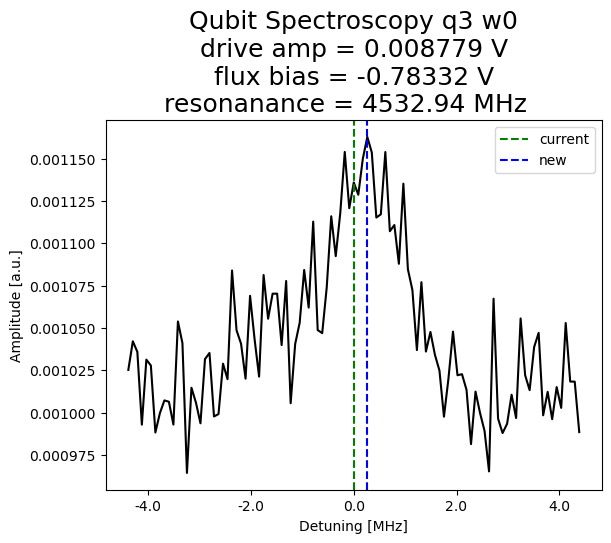 Qubit Spectroscopy q3 w0
drive amp = 0.008779 V
flux bias = -0.78332 V
resonanance = 4532.94 MHz
current
new
0.001150
0.001125
0.001100
0.001075
0.001050
0.001025
0.001000
0.000975
Amplitude [a.u.]
-4.0
-2.0
0.0
2.0
4.0
Detuning [MHz]